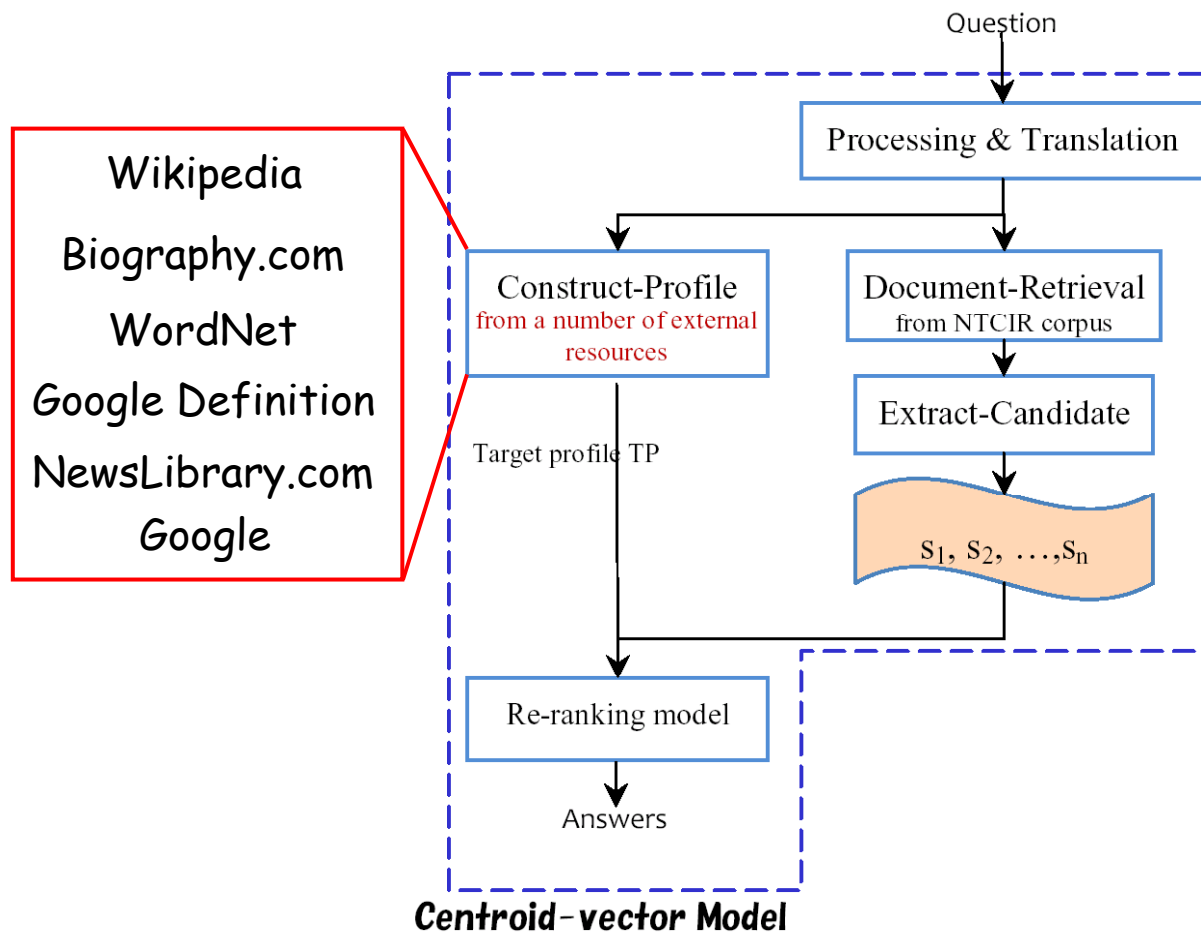 Question
Processing & Translation
Wikipedia
Biography.com
WordNet
Google Definition
NewsLibrary.com
Google
Construct-Profile
from a number of external
resources
Document-Retrieval
from NTCIR corpus
Extract-Candidate
Target profile TP
s1, s2, …,sn
Re-ranking model
Answers
Centroid-vector Model